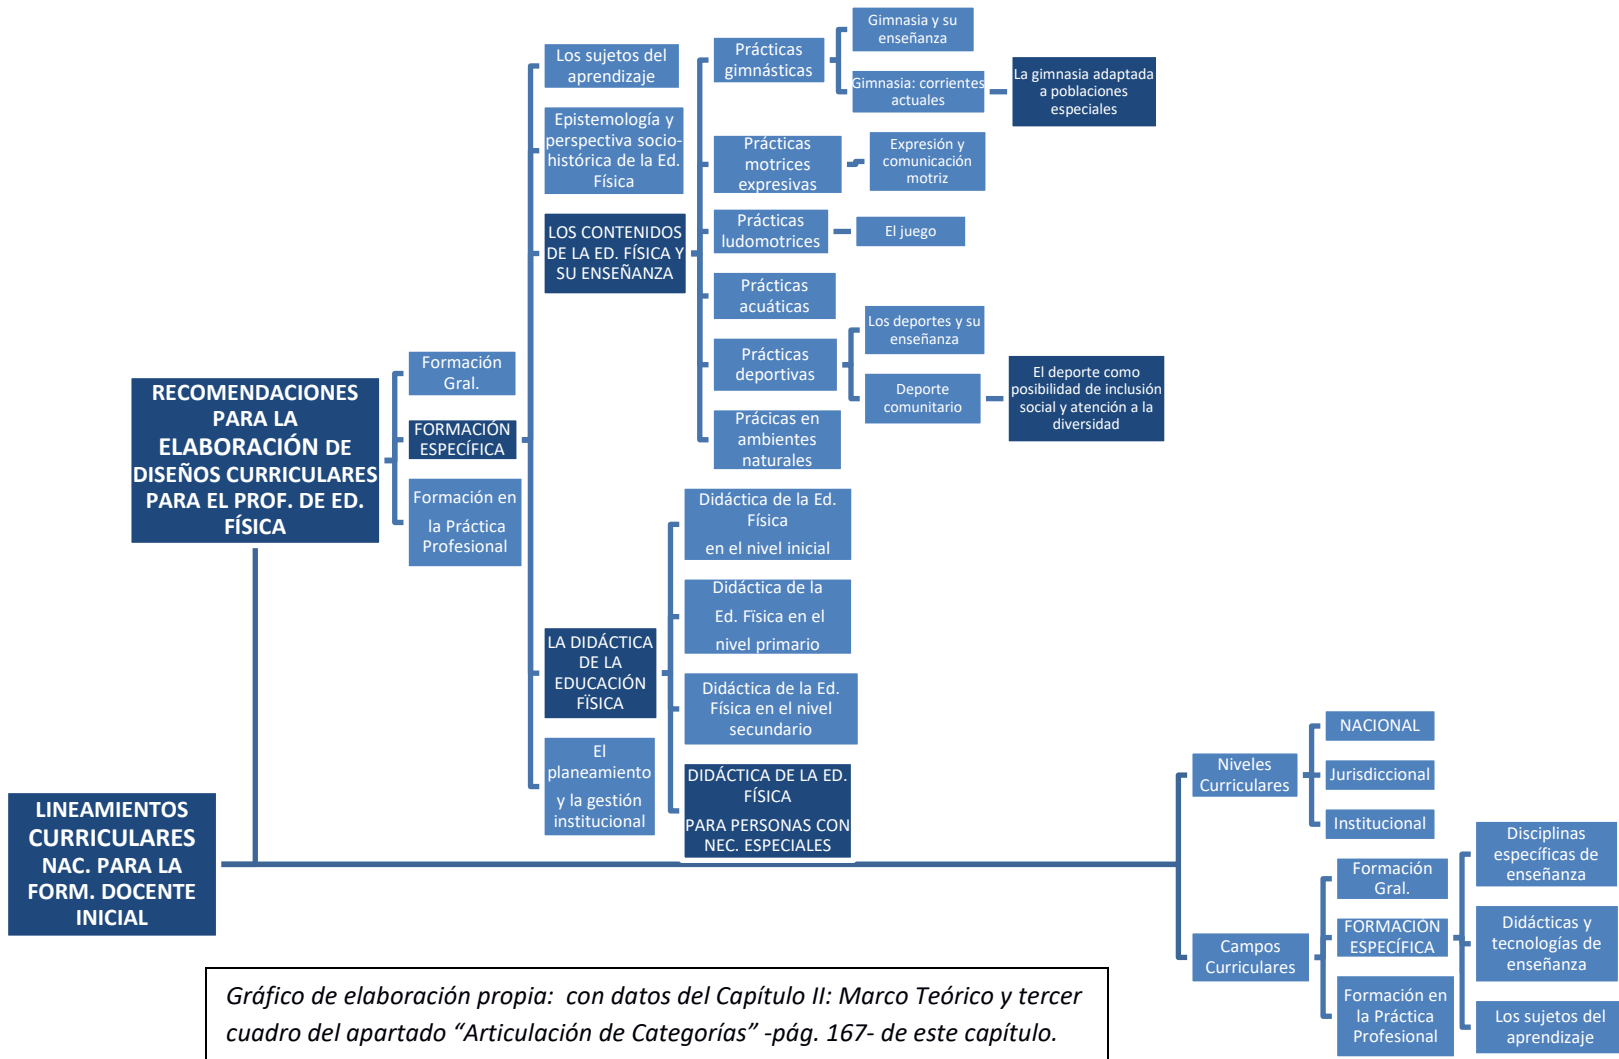 Gimnasia y su
enseñanza
Los sujetos del
aprendizaje
Prácticas
gimnásticas
Gimnasia: corrientes
actuales
La gimnasia adaptada
a poblaciones
especiales
Epistemología y
perspectiva socio-
histórica de la Ed.
Física
Prácticas
motrices
expresivas
Expresión y
comunicación
motriz
LOS CONTENIDOS
DE LA ED. FÍSICA Y
SU ENSEÑANZA
Prácticas
ludomotrices
El juego
Prácticas
acuáticas
Los deportes y su
enseñanza
Prácticas
deportivas
Deporte
comunitario
El deporte como
posibilidad de inclusión
social y atención a la
diversidad
Prácicas en
ambientes
naturales
RECOMENDACIONES
PARA LA
ELABORACIÓN DE
DISEÑOS CURRICULARES
PARA EL PROF. DE ED.
FÍSICA
Formación
Gral.
FORMACIÓN
ESPECÍFICA
Formación en
la Práctica
Profesional
Didáctica de la Ed.
Física
en el nivel inicial
Didáctica de la
Ed. Fïsica en el
nivel primario
LA DIDÁCTICA
DE LA
EDUCACIÓN
FÏSICA
Didáctica de la Ed.
Física en el nivel
secundario
El
planeamiento
y la gestión
institucional
DIDÁCTICA DE LA ED.
FÍSICA
PARA PERSONAS CON
NEC. ESPECIALES
LINEAMIENTOS
CURRICULARES
NAC. PARA LA
FORM. DOCENTE
INICIAL
Niveles
Curriculares
NACIONAL
Jurisdiccional
Institucional
Campos
Curriculares
Formación
Gral.
FORMACIÓN
ESPECÍFICA
Formación en
la Práctica
Profesional
Disciplinas
específicas de
enseñanza
Didácticas y
tecnologías de
enseñanza
Los sujetos del
aprendizaje
Gráfico de elaboración propia: con datos del Capítulo II: Marco Teórico y tercer
cuadro del apartado “Articulación de Categorías” -pág. 167- de este capítulo.